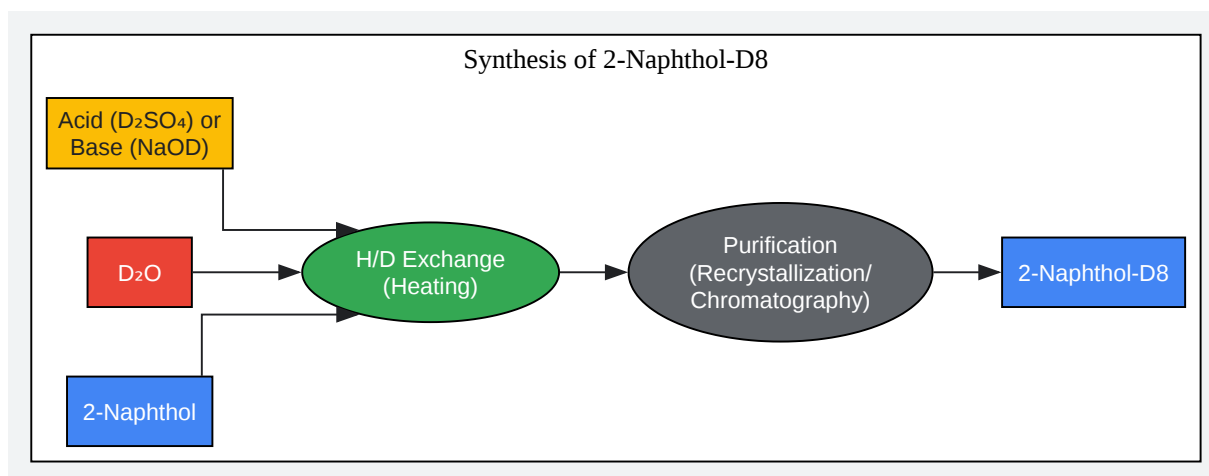 Synthesis of 2-Naphthol-D8
Acid (D₂SO₄) or
Base (NaOD)
D₂O
2-Naphthol
H/D Exchange
(Heating)
Purification
(Recrystallization/
Chromatography)
2-Naphthol-D8